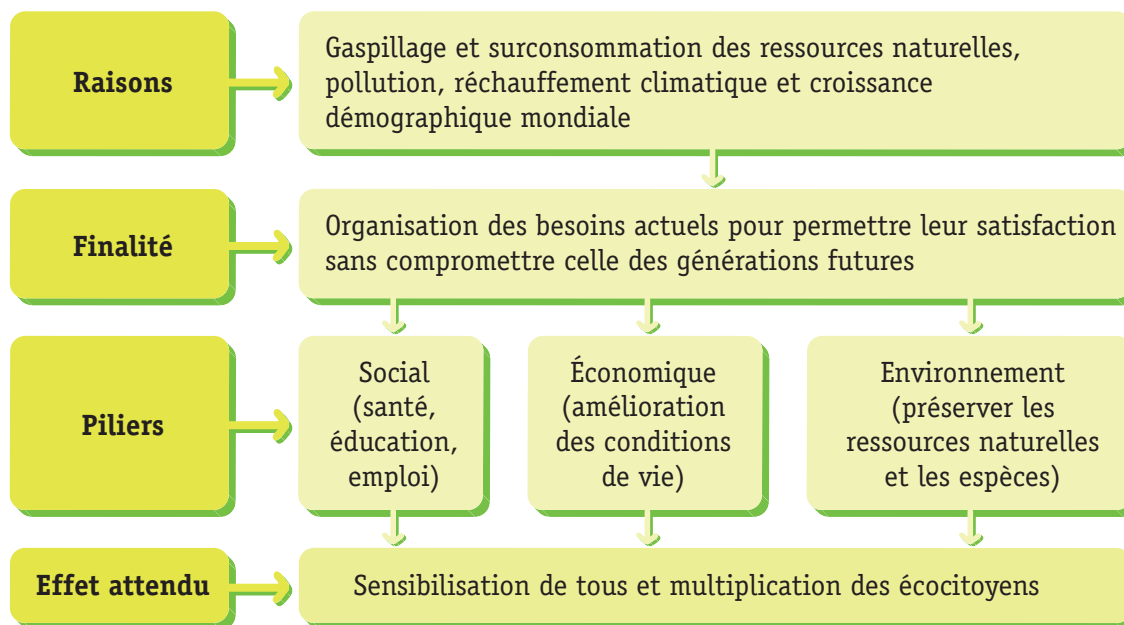 Raisons
Gaspillage et surconsommation des ressources naturelles,
pollution, réchauffement climatique et croissance
démographique mondiale
Finalité
Organisation des besoins actuels pour permettre leur satisfaction
sans compromettre celle des générations futures
Piliers
Social
(santé,
éducation,
emploi)
Économique
(amélioration
des conditions
de vie)
Environnement
(préserver les
ressources naturelles
et les espèces)
Effet attendu
Sensibilisation de tous et multiplication des écocitoyens